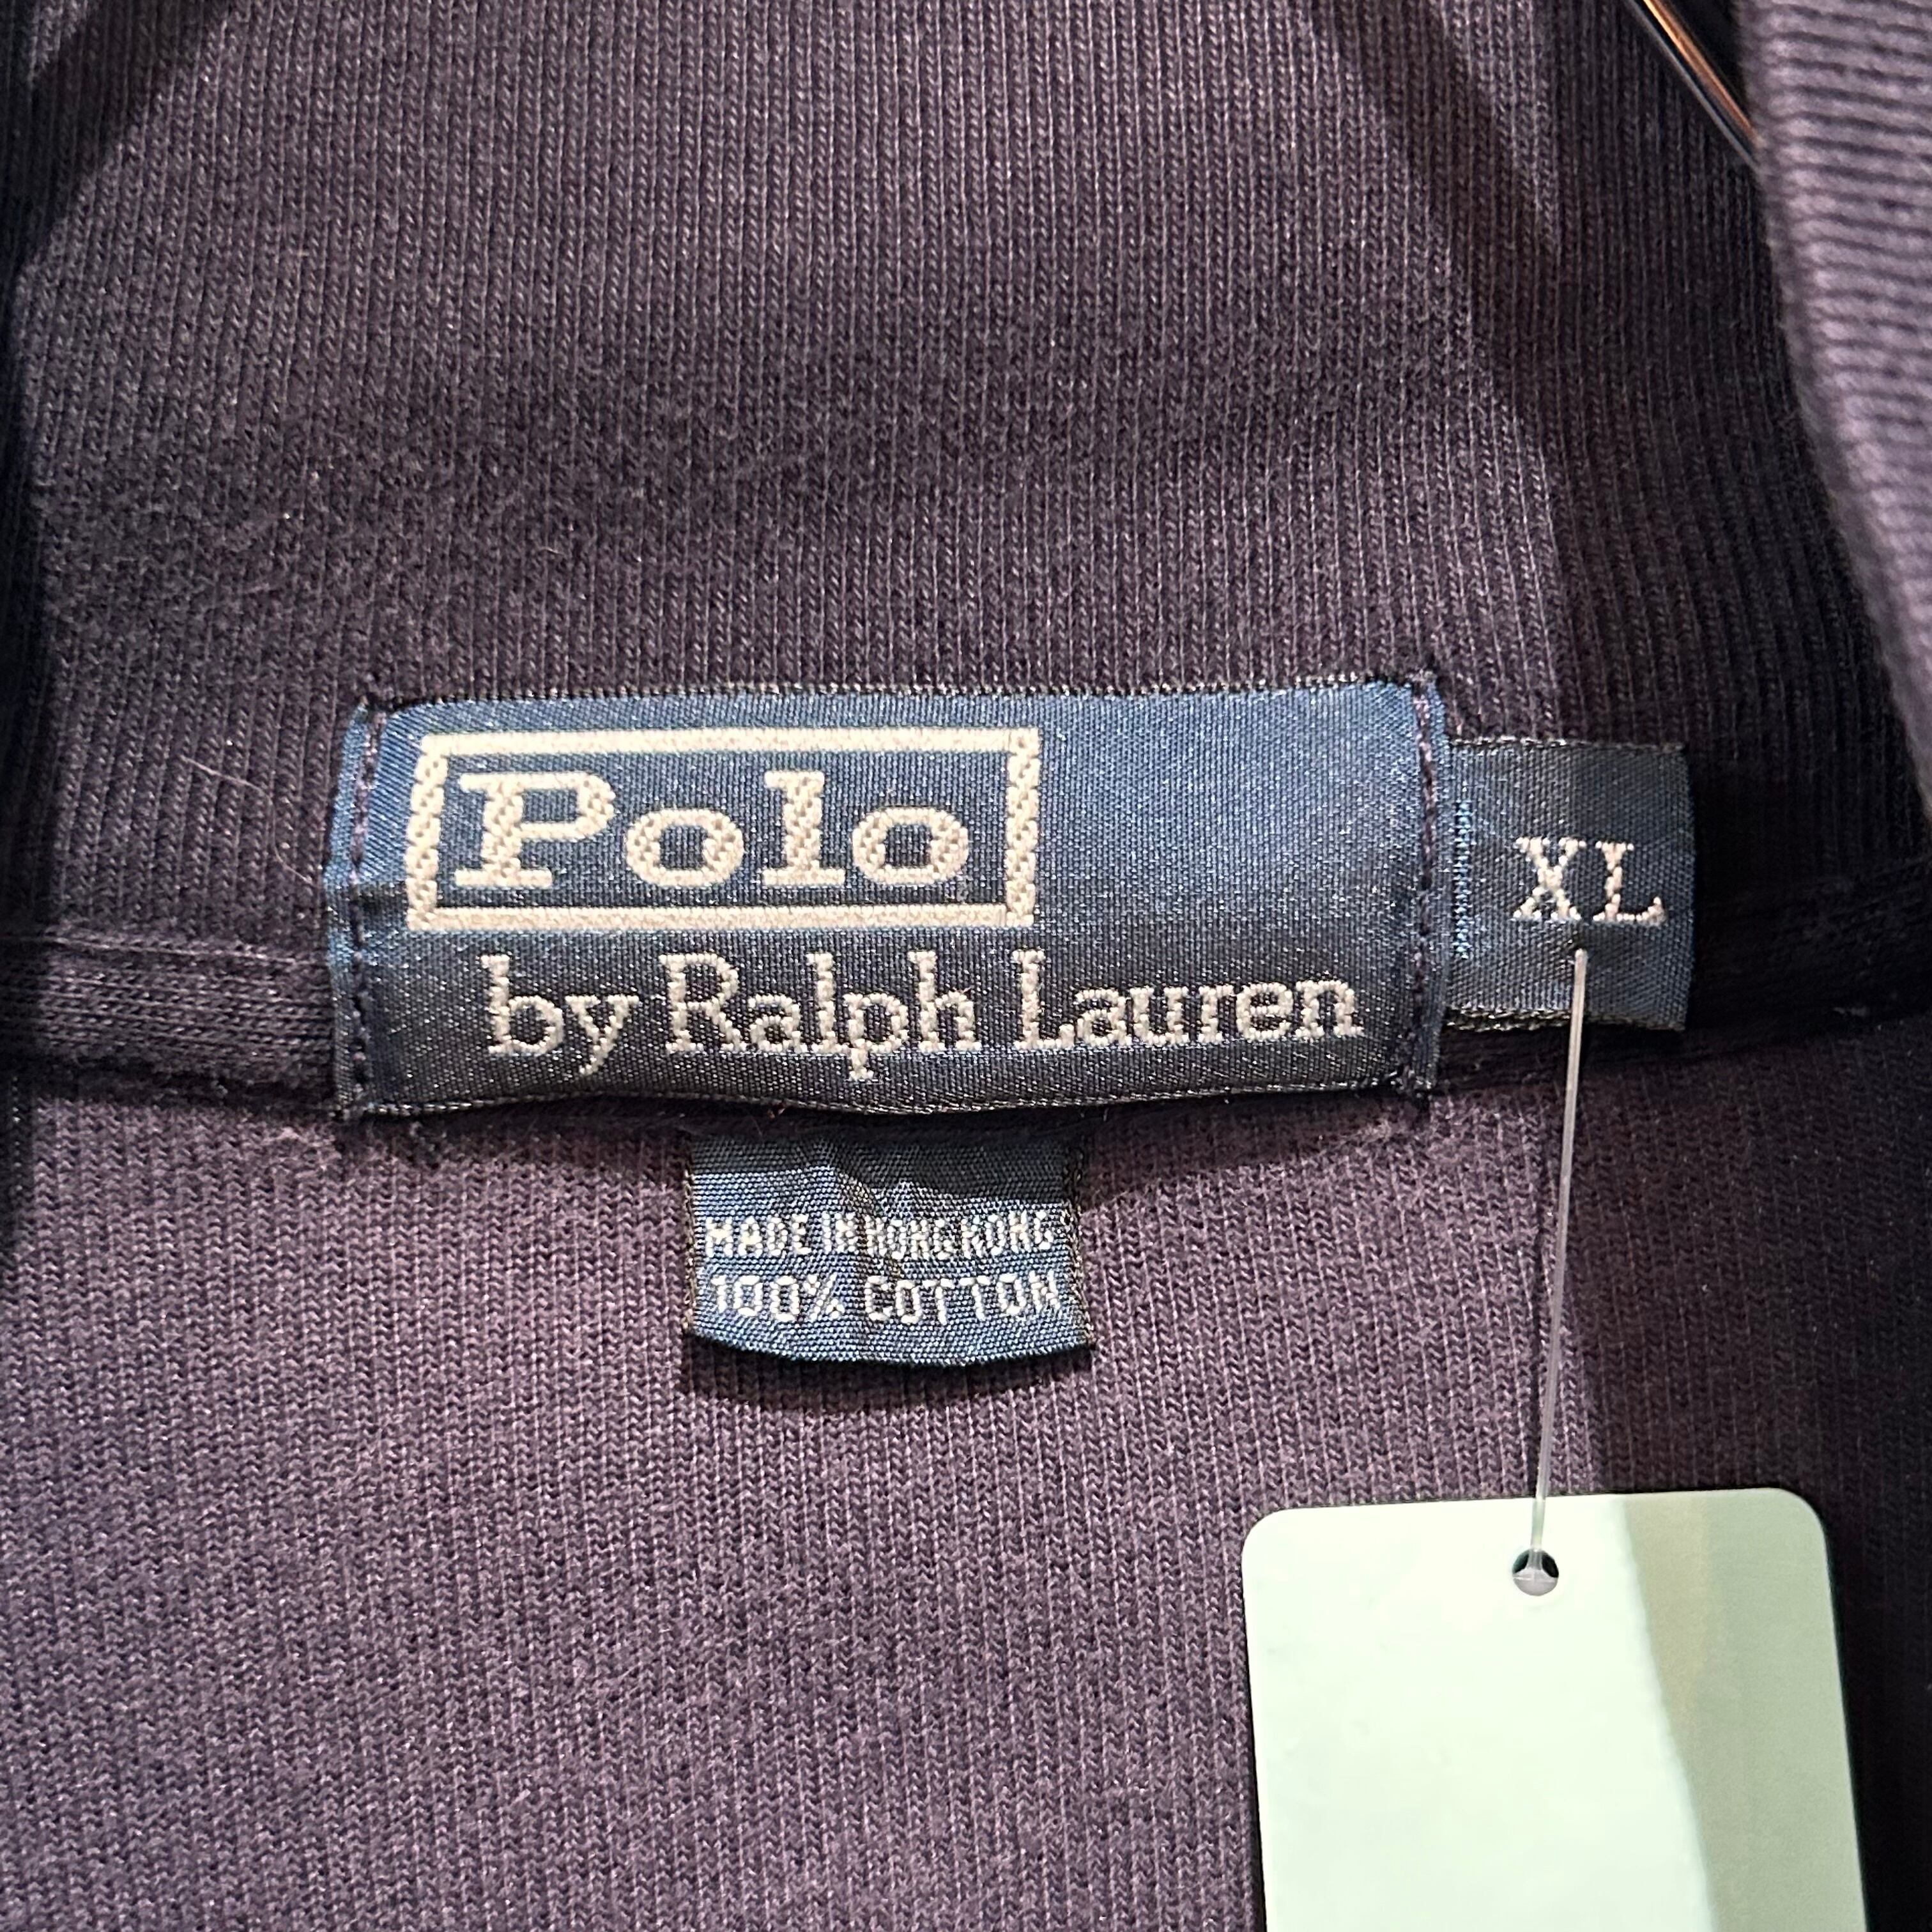 Polo
by Ralph Lauren
XL
MADE IN HONG KONG
100% COTTON